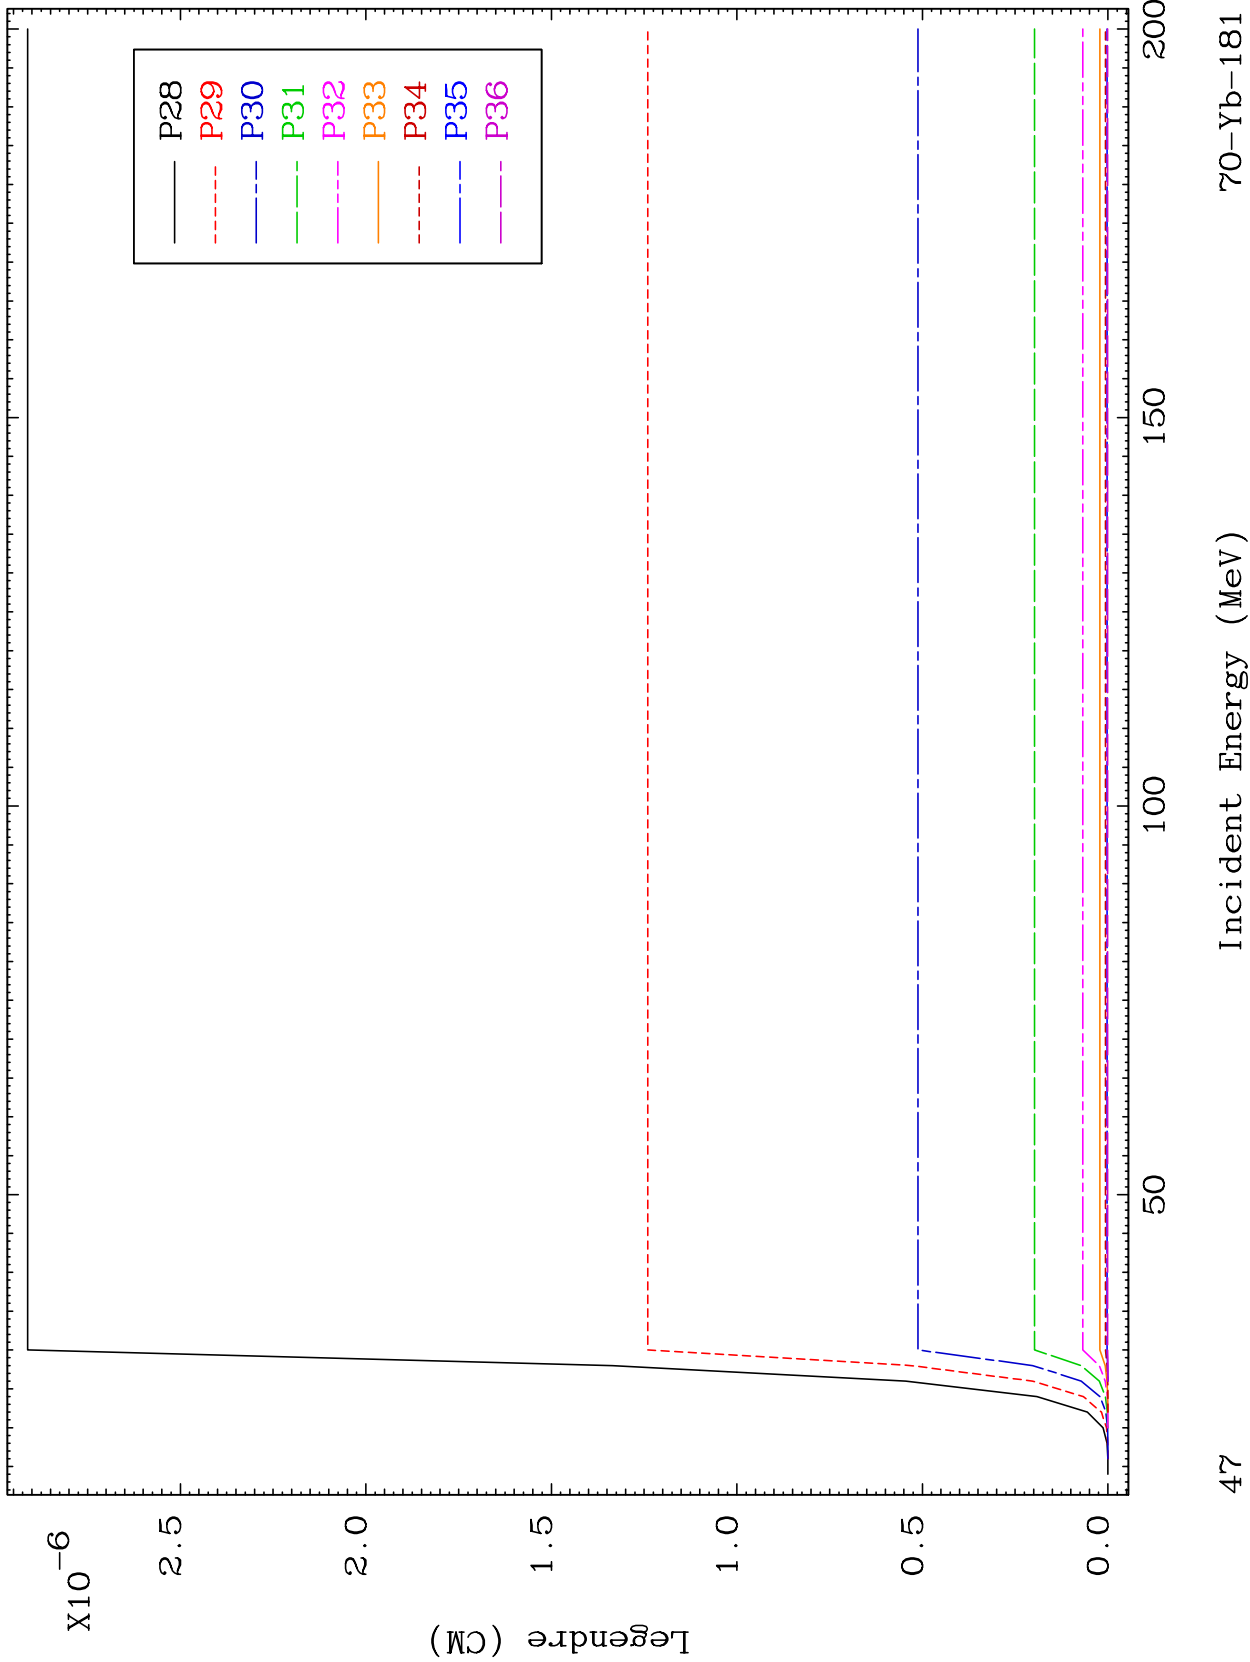 X10-6
2.5
2.0
1.5
1.0
0.5
0.0
Legendre (CM)
P28
P29
P30
P31
P32
P33
P34
P35
P36
50
100
150
200
47
Incident Energy (MeV)
70-Yb-181